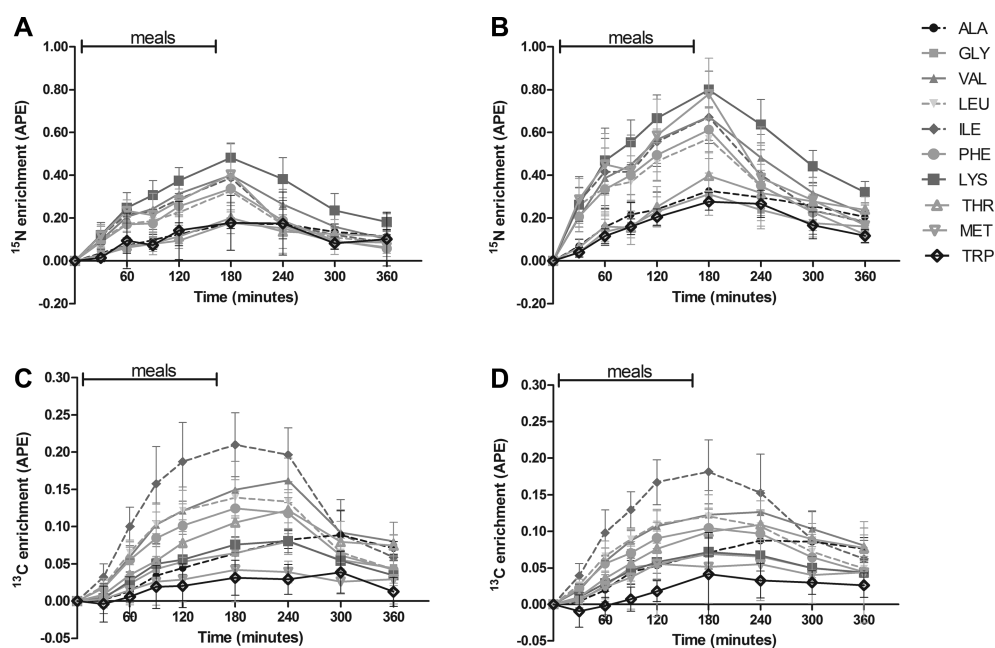 A
meals
1.00
0.80
0.60
0.40
0.20
0.00
-0.20
15N enrichment (APE)
60 120 180 240 300 360
Time (minutes)
B
meals
1.00
0.80
0.60
0.40
0.20
0.00
-0.20
15N enrichment (APE)
60 120 180 240 300 360
Time (minutes)
ALA
GLY
VAL
LEU
ILE
PHE
LYS
THR
MET
TRP
C
meals
0.30
0.25
0.20
0.15
0.10
0.05
0.00
-0.05
13C enrichment (APE)
60 120 180 240 300 360
Time (minutes)
D
meals
0.30
0.25
0.20
0.15
0.10
0.05
0.00
-0.05
13C enrichment (APE)
60 120 180 240 300 360
Time (minutes)